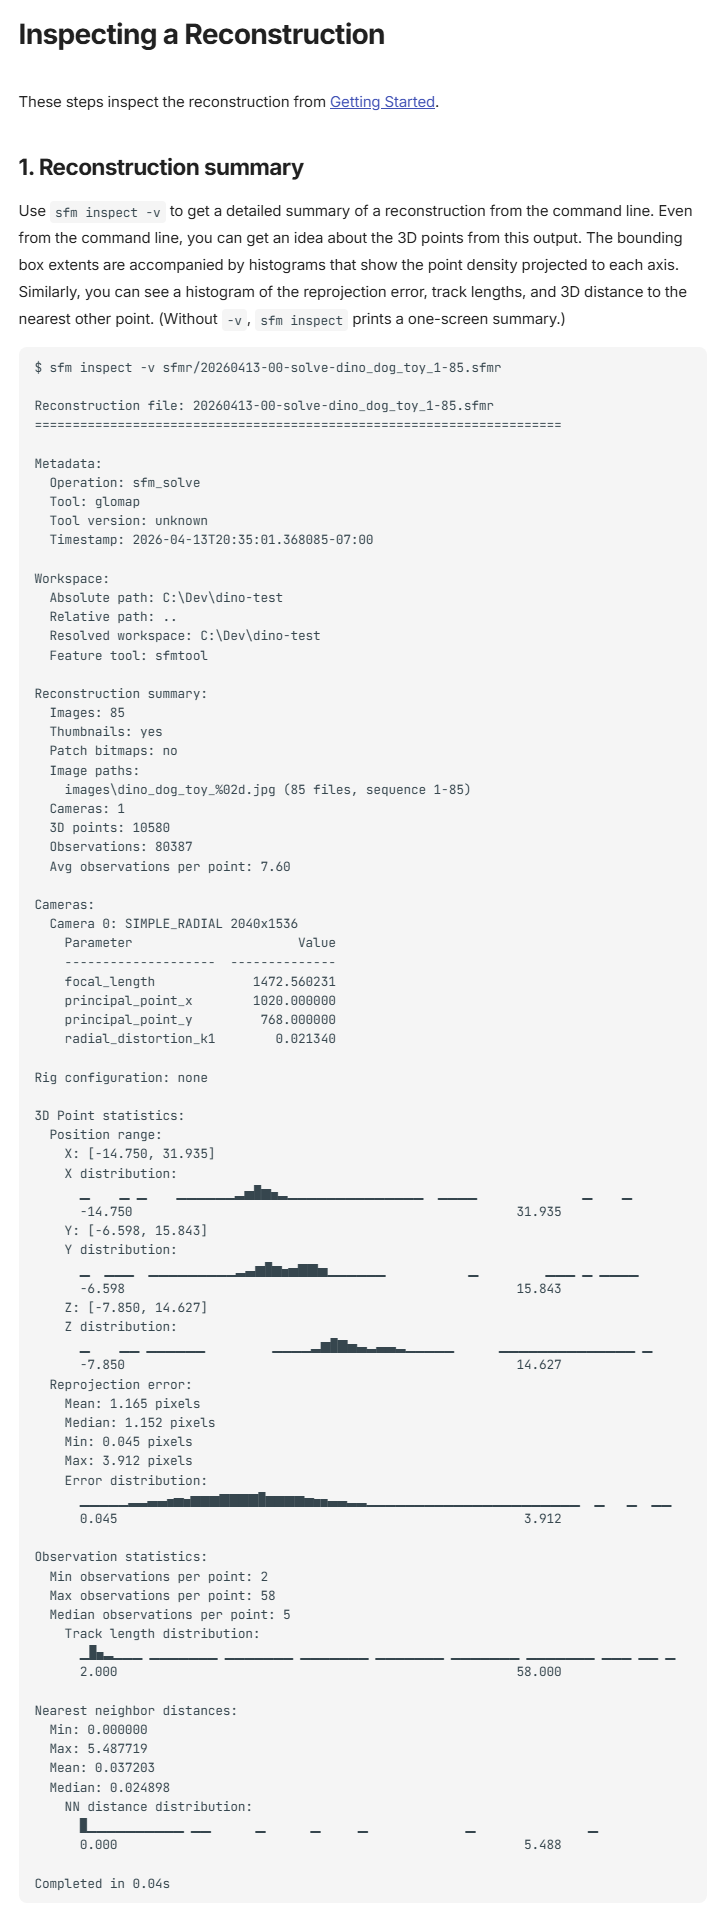 Inspecting a Reconstruction
These steps inspect the reconstruction from Getting Started.
1. Reconstruction summary
Use sfm inspect -v to get a detailed summary of a reconstruction from the command line. Even
from the command line, you can get an idea about the 3D points from this output. The bounding
box extents are accompanied by histograms that show the point density projected to each axis.
Similarly, you can see a histogram of the reprojection error, track lengths, and 3D distance to the
nearest other point. (Without -v, sfm inspect prints a one-screen summary.)
$ sfm inspect -v sfmr/20260413-00-solve-dino_dog_toy_1-85.sfmr
Reconstruction file: 20260413-00-solve-dino_dog_toy_1-85.sfmr
======================================================================
Metadata:
  Operation: sfm_solve
  Tool: glomap
  Tool version: unknown
  Timestamp: 2026-04-13T20:35:01.368085-07:00
Workspace:
  Absolute path: C:\Dev\dino-test
  Relative path: ..
  Resolved workspace: C:\Dev\dino-test
  Feature tool: sfmtool
Reconstruction summary:
  Images: 85
  Thumbnails: yes
  Patch bitmaps: no
  Image paths:
    images\dino_dog_toy_%02d.jpg (85 files, sequence 1-85)
  Cameras: 1
  3D points: 10580
  Observations: 80387
  Avg observations per point: 7.60
Cameras:
  Camera 0: SIMPLE_RADIAL 2040x1536
    Parameter                      Value
    --------------------  --------------
    focal_length             1472.560231
    principal_point_x        1020.000000
    principal_point_y         768.000000
    radial_distortion_k1        0.021340
Rig configuration: none
3D Point statistics:
  Position range:
    X: [-14.750, 31.935]
    X distribution:
      -14.750                                                   31.935
    Y: [-6.598, 15.843]
    Y distribution:
      -6.598                                                    15.843
    Z: [-7.850, 14.627]
    Z distribution:
      -7.850                                                    14.627
  Reprojection error:
    Mean: 1.165 pixels
    Median: 1.152 pixels
    Min: 0.045 pixels
    Max: 3.912 pixels
    Error distribution:
      0.045                                                      3.912
Observation statistics:
  Min observations per point: 2
  Max observations per point: 58
  Median observations per point: 5
    Track length distribution:
      2.000                                                     58.000
Nearest neighbor distances:
  Min: 0.000000
  Max: 5.487719
  Mean: 0.037203
  Median: 0.024898
    NN distance distribution:
      0.000                                                      5.488
Completed in 0.04s